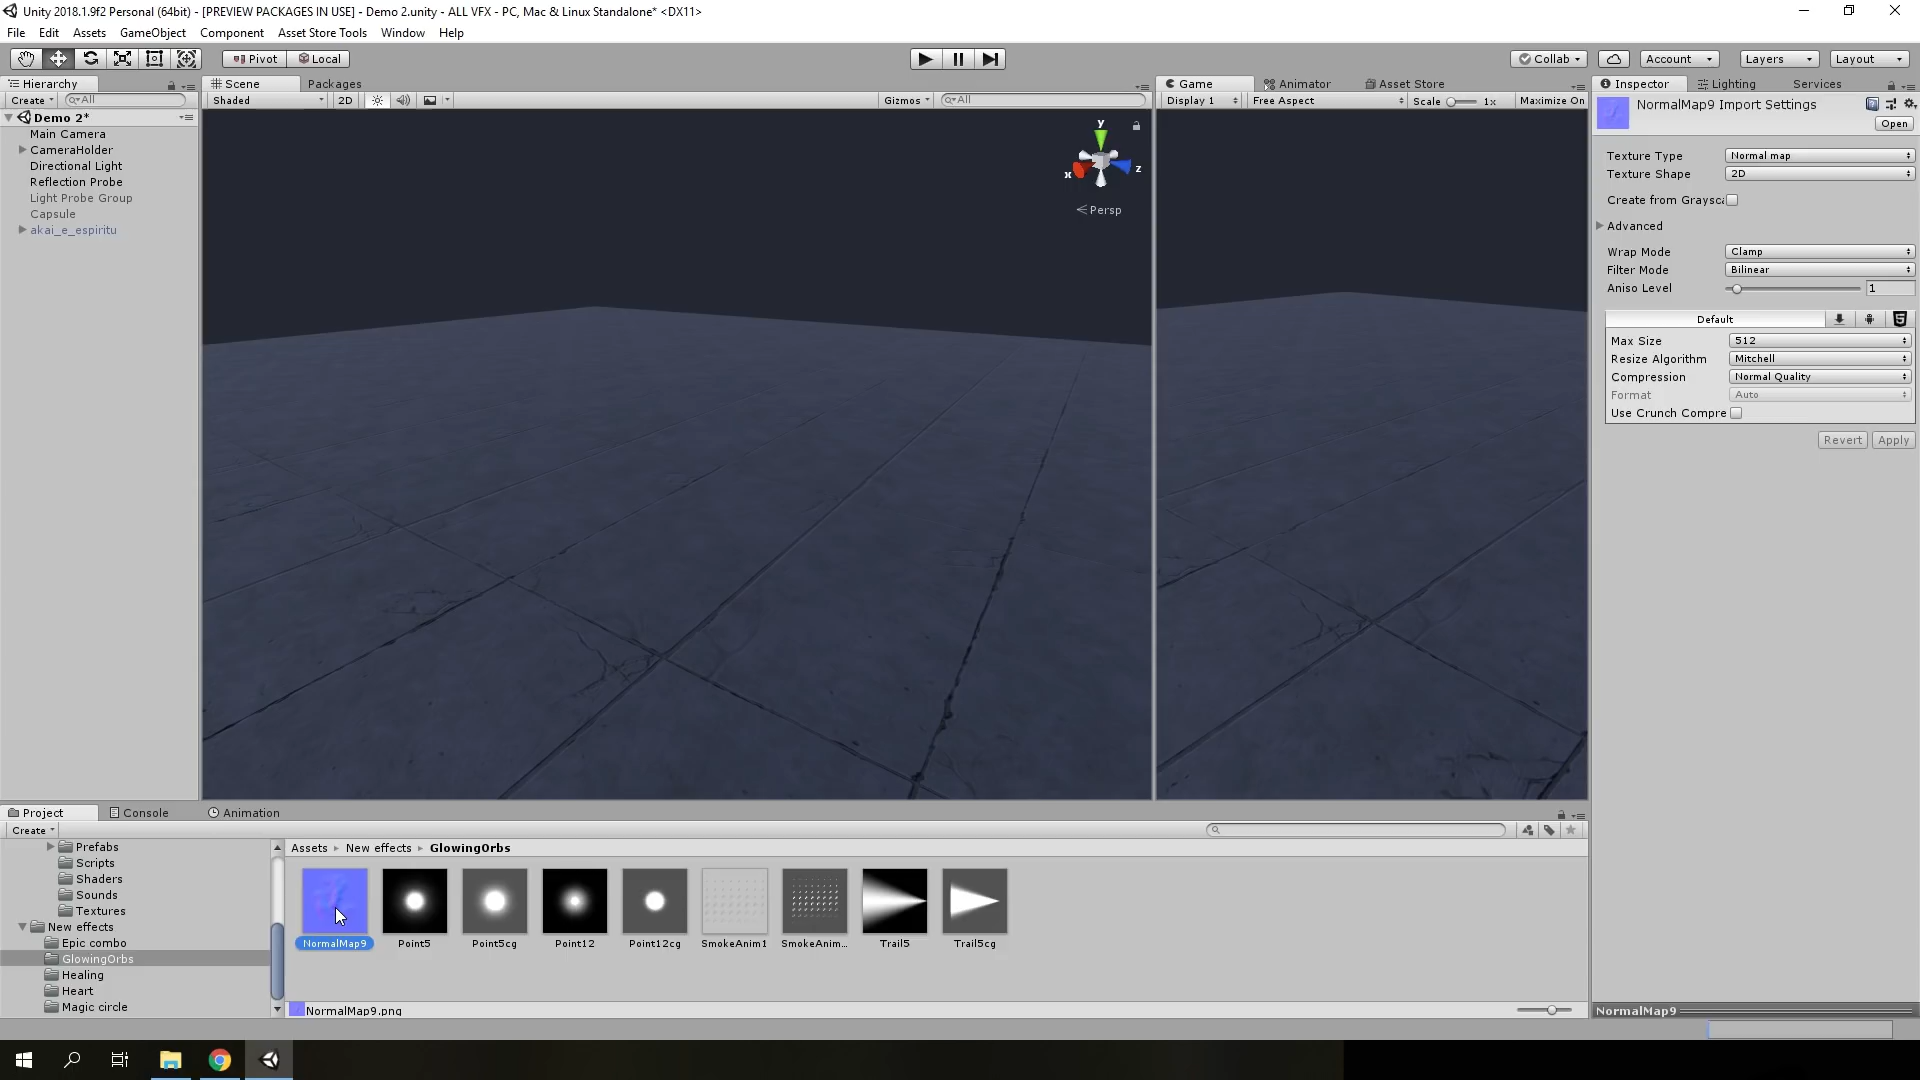 Unity 2018.1.9f2 Personal (64bit) - [PREVIEW PACKAGES IN USE] - Demo 2.unity - ALL VFX - PC, Mac & Linux Standalone* <DX11>
File Edit Assets GameObject Component Asset Store Tools Window Help
Pivot Local Collab Account Layers Layout
Hierarchy Scene Packages Game Animator Asset Store Inspector Lighting Services
Create All Shaded 2D Gizmos All Display 1 Free Aspect Scale 1x Maximize On
NormalMap9 Import Settings
Open
Demo 2*
Main Camera
CameraHolder
Directional Light
Reflection Probe
Light Probe Group
Capsule
akai_e_espiritu
y
x
z
Persp
Texture Type Normal map
Texture Shape 2D
Create from Graysca
Advanced
Wrap Mode Clamp
Filter Mode Bilinear
Aniso Level 1
Default
Max Size 512
Resize Algorithm Mitchell
Compression Normal Quality
Format Auto
Use Crunch Compre
Revert Apply
Project Console Animation
Create
Prefabs
Scripts
Shaders
Sounds
Textures
New effects
Epic combo
GlowingOrbs
Healing
Heart
Magic circle
Assets New effects GlowingOrbs
NormalMap9 Point5 Point5cg Point12 Point12cg SmokeAnim1 SmokeAnim... Trail5 Trail5cg
NormalMap9.png
NormalMap9